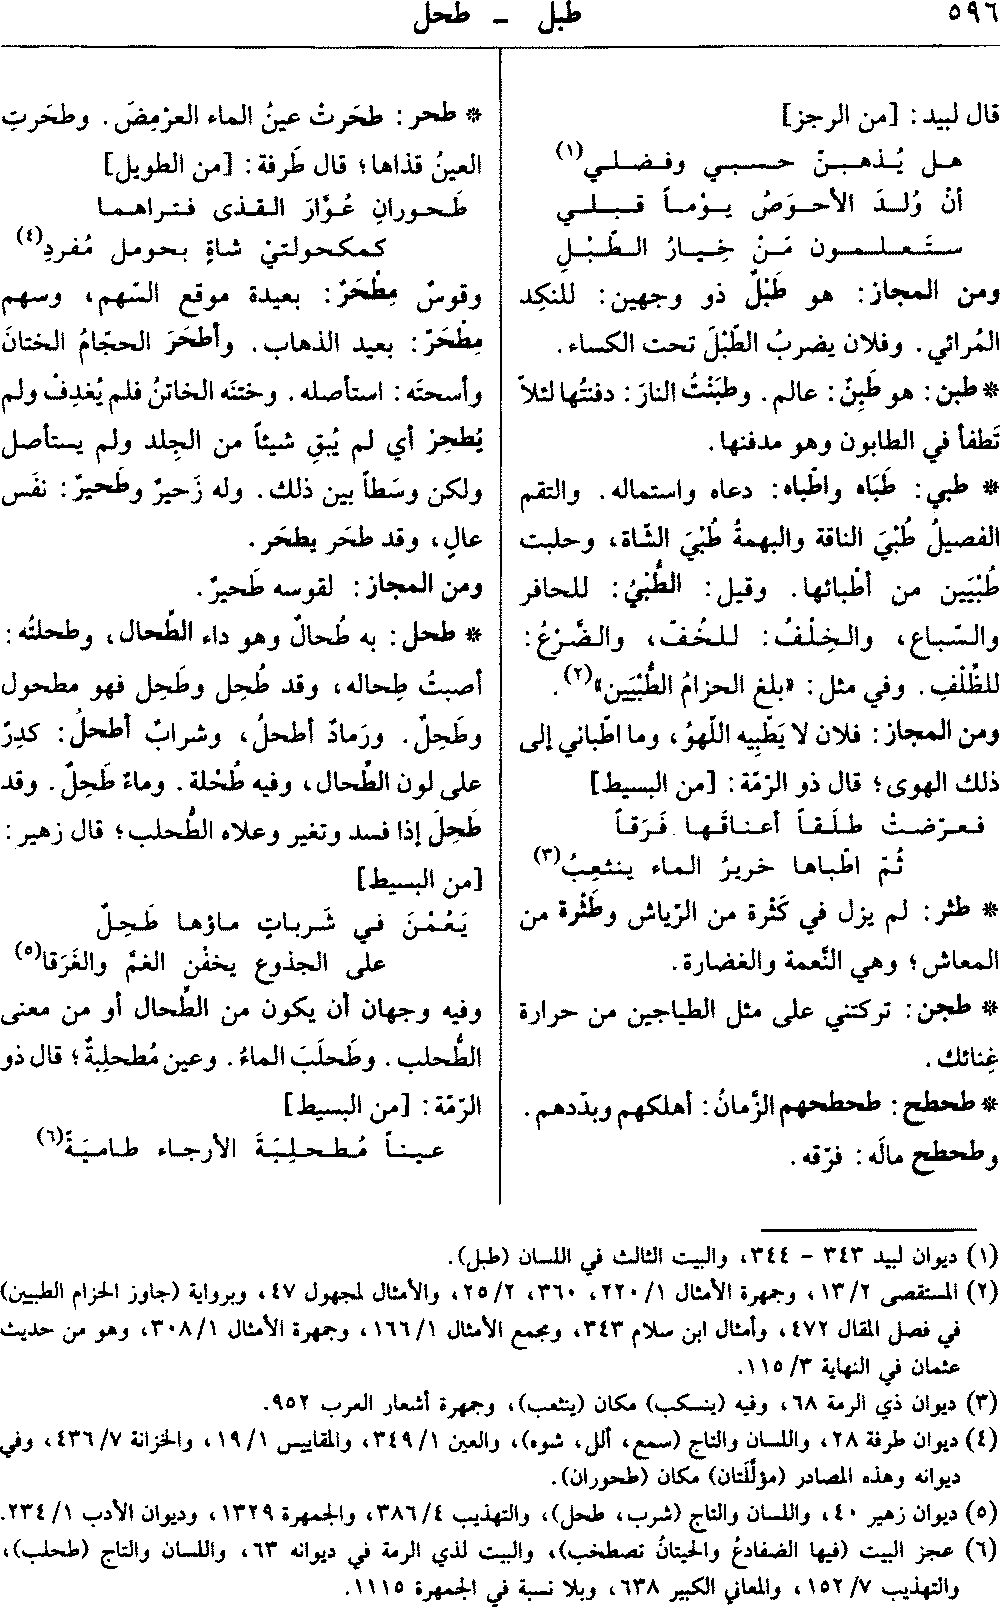 ٥٩٦
طبل - طحل
قال لبيد: [من الرجز]
هل يُذهبنّ حسبي وفضلي(١)
أنْ وُلدَ الأحوَصُ يوْماً قبلي
ستَعلمون مَنْ خِيارُ الطّبْلِ
ومن المجاز: هو طَبْلٌ ذو وجهين: للنكِد
المُرائي. وفلان يضربُ الطّبْلَ تحت الكساء.
* طبن: هو طَبِنٌ: عالم. وطبَنْتُ النارَ: دفنتُها لئلاّ
تَطفأ في الطابون وهو مدفنها.
* طبي: طَبَاه واطّباه: دعاه واستماله. والتقم
الفصيلُ طُبْيَ الناقة والبهمةُ طُبْيَ الشّاة، وحلبت
طُبْيَين من أطْبائها. وقيل: الطُّبْيُ: للحافر
والسّباع، والخِلْفُ: للخُفّ، والضَّرْعُ:
للظِّلْفِ. وفي مثل: «بلغ الحزامُ الطُّبْيَين»(٢).
ومن المجاز: فلان لا يَطّبِيه اللّهوُ، وما اطّباني إلى
ذلك الهوى؛ قال ذو الرّمّة: [من البسيط]
فعرّضتْ طلَقاً أعناقَها فَرَقاً
ثُمّ اطّباها خريرُ الماء ينثعِبُ(٣)
* طثر: لم يزل في كَثْرة من الرّياش وطَثْرة من
المعاش؛ وهي النَّعمة والغضارة.
* طجن: تركتني على مثل الطياجين من حرارة
غِنائك.
* طحطح: طحطحهم الزَّمانُ: أهلكهم وبدّدهم.
وطحطح مالَه: فرّقه.
* طحر: طحَرتْ عينُ الماء العرْمِضَ. وطحَرتِ
العينُ قذاها؛ قال طَرفة: [من الطويل]
طَحورانِ عُوّارَ القذى فتراهما
كمكحولتيْ شاةٍ بحومل مُفردِ(٤)
وقوسٌ مِطْحَرٌ: بعيدة موقع السّهم، وسهم
مِطْحَرٌ: بعيد الذهاب. وأطحَرَ الحجّامُ الختانَ
وأسحتَه: استأصله. وختنَه الخاتنُ فلم يُغدِفْ ولم
يُطحِرْ أي لم يُبقِ شيئاً من الجِلد ولم يستأصل
ولكن وسَطاً بين ذلك. وله زَحيرٌ وطَحيرٌ: نفَس
عالٍ، وقد طحَر يطحَر.
ومن المجاز: لقوسه طَحيرٌ.
* طحل: به طُحالٌ وهو داء الطِّحال، وطحلتُه:
أصبتُ طِحاله، وقد طُحِل وطَحِل فهو مطحول
وطَحِلٌ. ورَمادٌ أطحلُ، وشرابٌ أطحلُ: كدِرٌ
على لون الطِّحال، وفيه طُحْلة. وماءٌ طَحِلٌ. وقد
طَحِلَ إذا فسد وتغير وعلاه الطُّحلب؛ قال زهير:
[من البسيط]
يَعُمْنَ في شَرباتٍ ماؤها طَحِلٌ
على الجذوع يخفْن الغمّ والغَرَقا(٥)
وفيه وجهان أن يكون من الطِّحال أو من معنى
الطُّحلب. وطَحلَبَ الماءُ. وعين مُطحلِبةٌ؛ قال ذو
الرّمّة: [من البسيط]
عيناً مُطحلِبَةَ الأرجاء طاميَةً(٦)
(١) ديوان لبيد ٣٤٣ - ٣٤٤، والبيت الثالث في اللسان (طبل).
(٢) المستقصى ١٣/٢، وجمهرة الأمثال ٢٢٠/١، ٣٦٠، ٢٥/٢، والأمثال لمجهول ٤٧، وبرواية (جاوز الحزام الطبيين)
في فصل المقال ٤٧٢، وأمثال ابن سلام ٣٤٣، ومجمع الأمثال ١٦٦/١، وجمهرة الأمثال ٣٠٨/١، وهو من حديث
عثمان في النهاية ١١٥/٣.
(٣) ديوان ذي الرمة ٦٨، وفيه (ينسكب) مكان (ينثعب)، وجمهرة أشعار العرب ٩٥٢.
(٤) ديوان طرفة ٢٨، واللسان والتاج (سمع، ألل، شوه)، والعين ٣٤٩/١، والمقاييس ١٩/١، والخزانة ٤٣٦/٧، وفي
ديوانه وهذه المصادر (مؤلّلتان) مكان (طحوران).
(٥) ديوان زهير ٤٠، واللسان والتاج (شرب، طحل)، والتهذيب ٣٨٦/٤، والجمهرة ١٣٢٩، وديوان الأدب ٢٣٤/١.
(٦) عجز البيت (فيها الضفادعُ والحيتانُ تصطخب)، والبيت لذي الرمة في ديوانه ٦٣، واللسان والتاج (طحلب)،
والتهذيب ١٥٢/٧، والمعاني الكبير ٦٣٨، وبلا نسبة في الجمهرة ١١١٥.